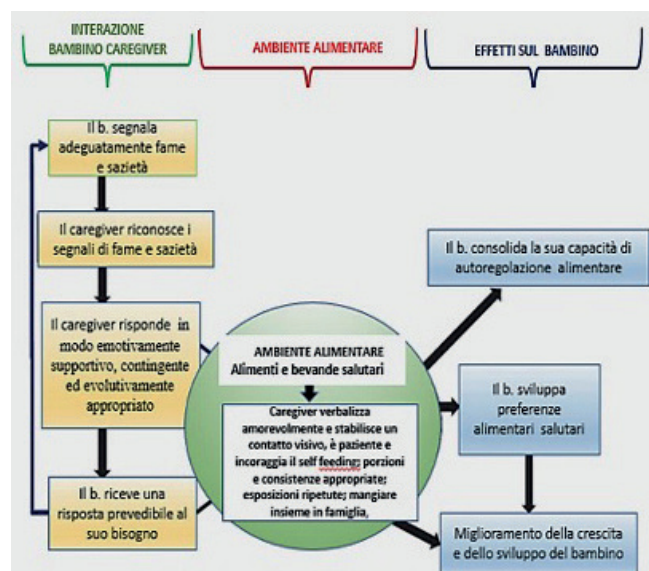 INTERAZIONE
BAMBINO CAREGIVER
AMBIENTE ALIMENTARE
EFFETTI SUL BAMBINO
Il b. segnala
adeguatamente fame
e sazietà
Il caregiver riconosce i
segnali di fame e sazietà
Il caregiver risponde in
modo emotivamente
supportivo, contingente
ed evolutivamente
appropriato
Il b. riceve una
risposta prevedibile al
suo bisogno
AMBIENTE ALIMENTARE
Alimenti e bevande salutari
Caregiver verbalizza
amorevolmente e stabilisce un
contatto visivo, è paziente e
incoraggia il self feeding; porzioni
e consistenze appropriate;
esposizioni ripetute; mangiare
insieme in famiglia,
Il b. consolida la sua capacità di
autoregolazione alimentare
Il b. sviluppa
preferenze
alimentari salutari
Miglioramento della crescita
e dello sviluppo del bambino